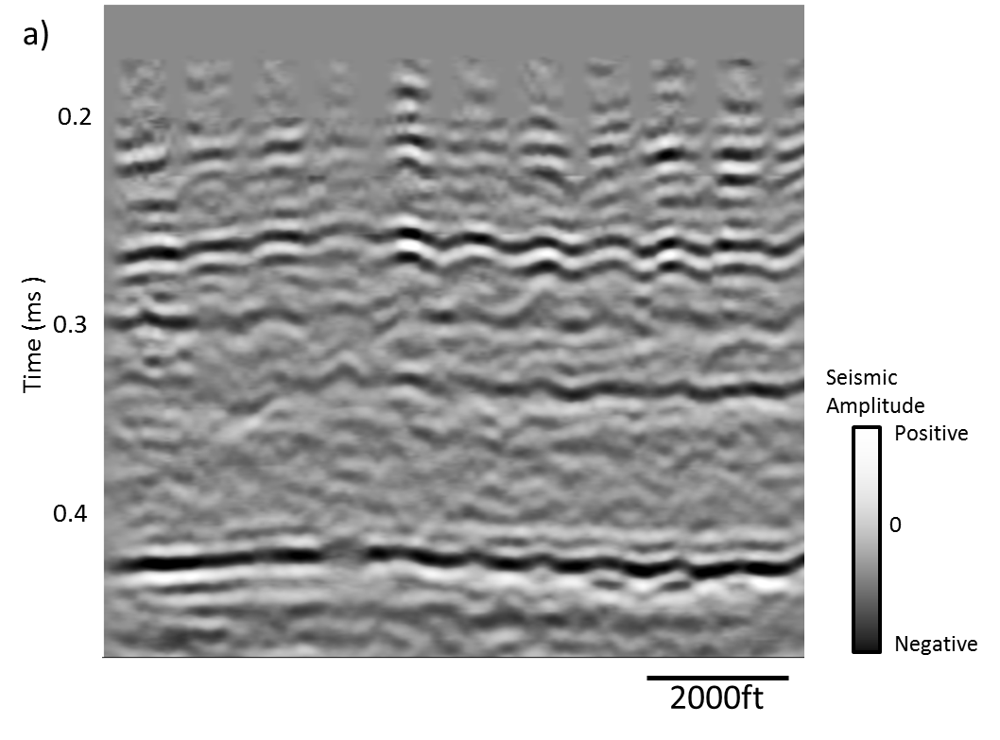 a)
0.2
0.3
0.4
Time (ms )
Seismic
Amplitude
Positive
0
Negative
2000ft